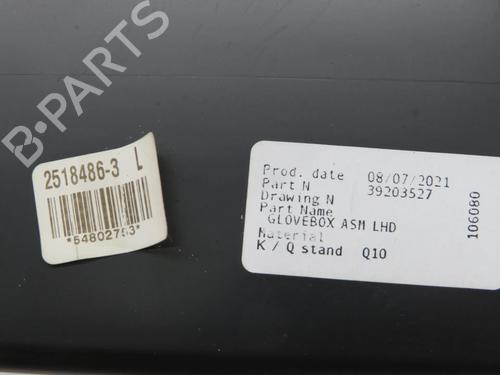 B-PARTS
2518486-3 L
*54802753*
Prod. date 08/07/2021
Part N 39203527
Drawing N
Part Name
GLOVEBOX ASM LHD
Material
K / Q stand Q10
106080